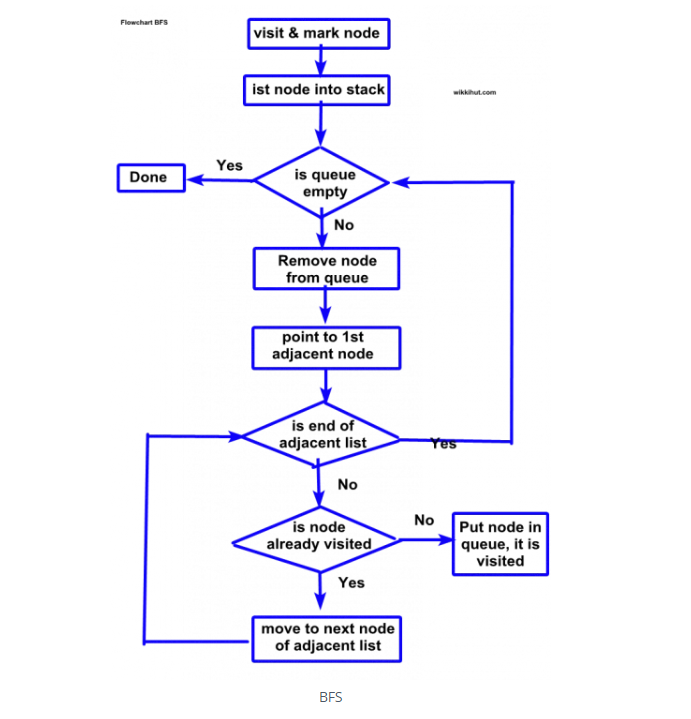 Flowchart BFS
visit & mark node
ist node into stack
wikkihut.com
Yes
Done
is queue
empty
No
Remove node
from queue
point to 1st
adjacent node
is end of
adjacent list
Yes
No
is node
already visited
No
Put node in
queue, it is
visited
Yes
move to next node
of adjacent list
BFS